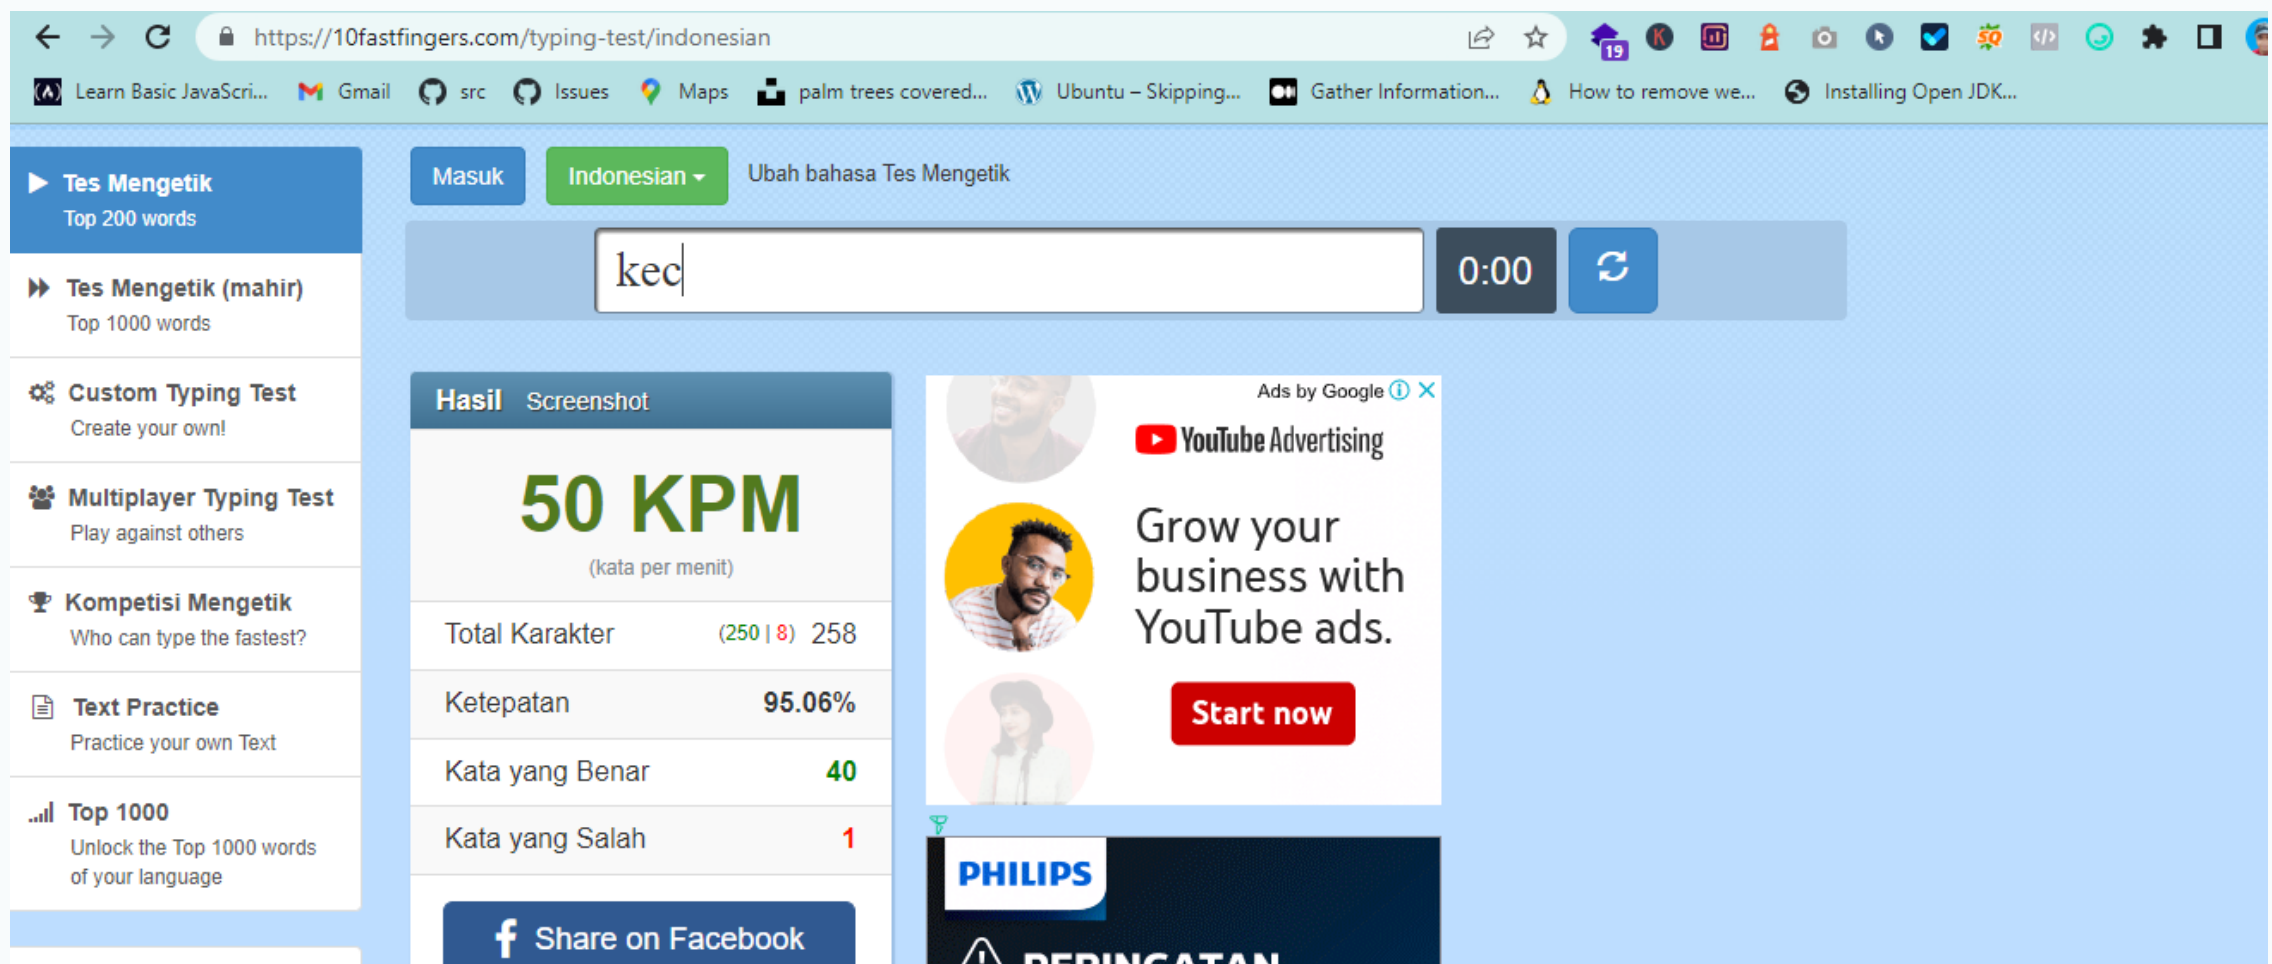 https://10fastfingers.com/typing-test/indonesian
19
Learn Basic JavaScri...
Gmail
src
Issues
Maps
palm trees covered...
Ubuntu – Skipping...
Gather Information...
How to remove we...
Installing Open JDK...
Tes Mengetik
Top 200 words
Tes Mengetik (mahir)
Top 1000 words
Custom Typing Test
Create your own!
Multiplayer Typing Test
Play against others
Kompetisi Mengetik
Who can type the fastest?
Text Practice
Practice your own Text
Top 1000
Unlock the Top 1000 words
of your language
Masuk
Indonesian
Ubah bahasa Tes Mengetik
kec
0:00
Hasil Screenshot
50 KPM
(kata per menit)
Total Karakter (250 | 8) 258
Ketepatan 95.06%
Kata yang Benar 40
Kata yang Salah 1
Share on Facebook
Ads by Google
YouTube Advertising
Grow your
business with
YouTube ads.
Start now
PHILIPS
PERINGATAN